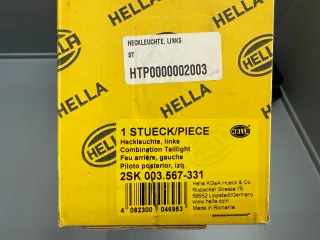 HELLA
HELLA
HECKLEUCHTE, LINKS
ST
HTP0000002003
HELLA
HELLA
1 STUECK/PIECE
Heckleuchte, links
Combination Taillight
Feu arrière, gauche
Piloto posterior, izq.
2SK 003.567-331
4 082300 046953
HELLA
Hella KGaA Hueck & Co.
Rixbecker Strasse 75
59552 Lippstadt/Germany
www.hella.com
Made in Romania